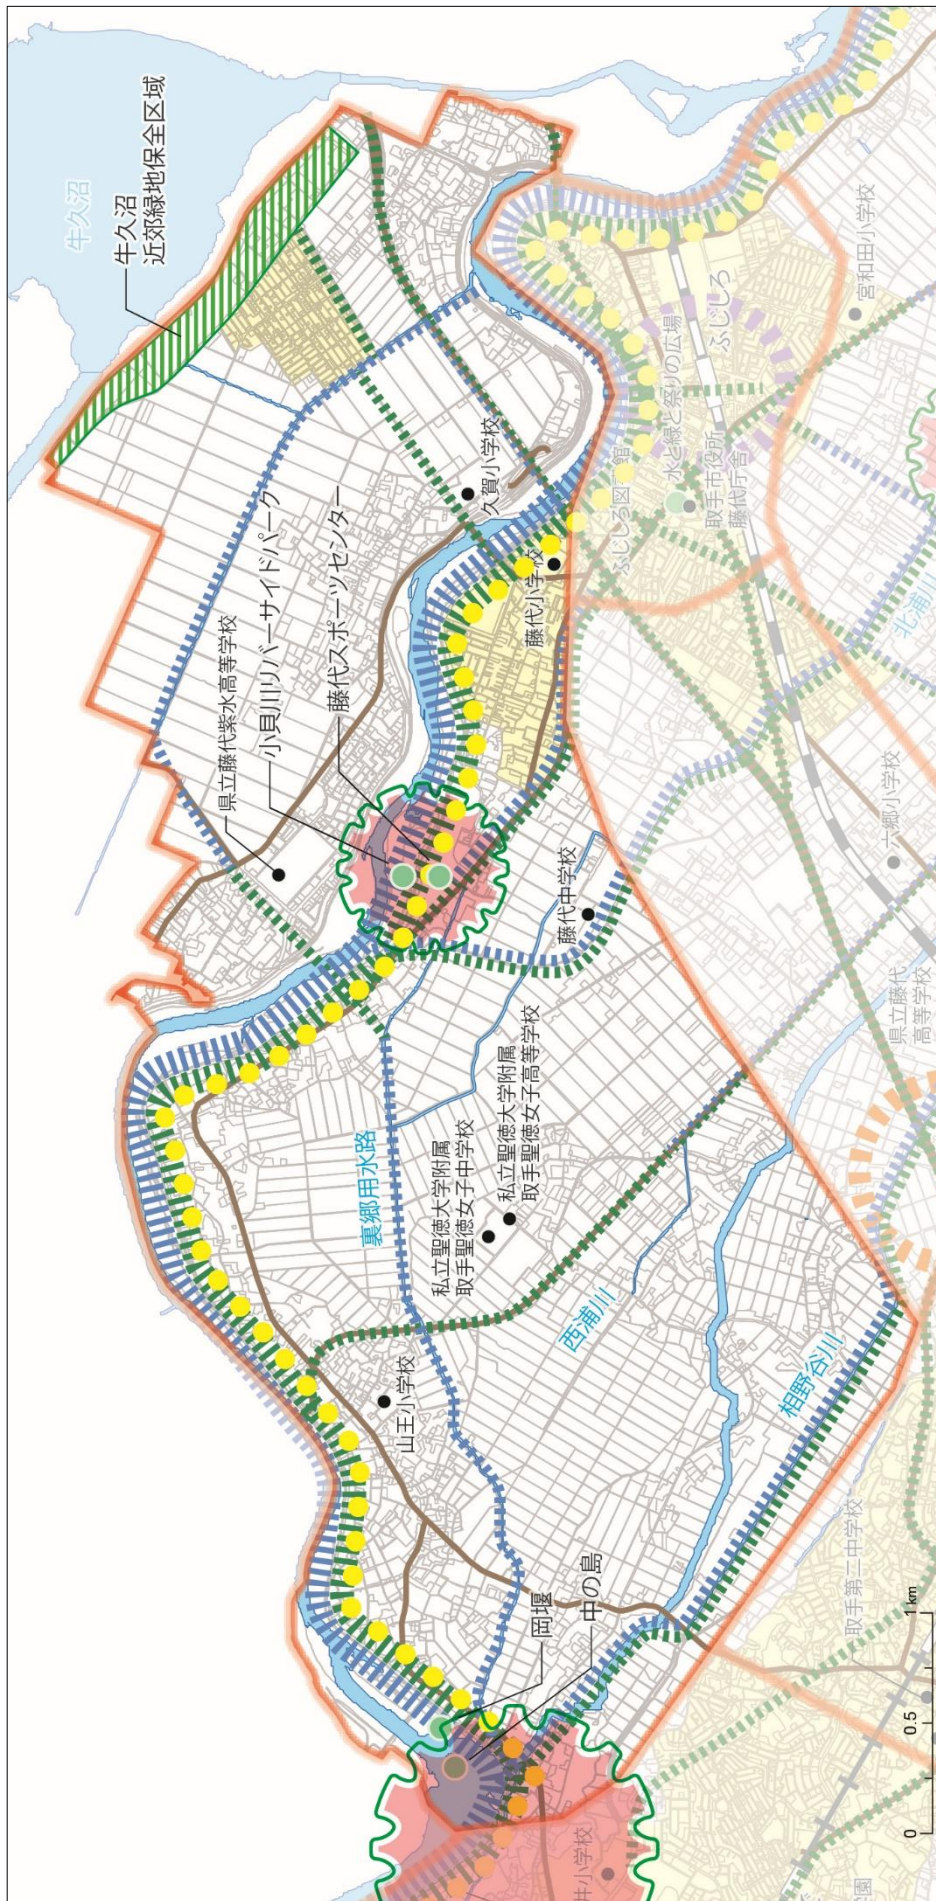 牛久沼
牛久沼
近郊緑地保全区域
県立藤代紫水高等学校
小貝川リバーサイドパーク
藤代スポーツセンター
久賀小学校
藤代小学校
ふじしろ図書館
水と緑と祭りの広場
取手市役所
藤代庁舎
ふじしろ
宮和田小学校
北浦川
六郷小学校
藤代中学校
県立藤代
高等学校
裏郷用水路
私立聖徳大学附属
取手聖徳女子中学校
私立聖徳大学附属
取手聖徳女子高等学校
山王小学校
西浦川
相野谷川
岡堰
中の島
取手第二中学校
井小学校
園
0
0.5
1km